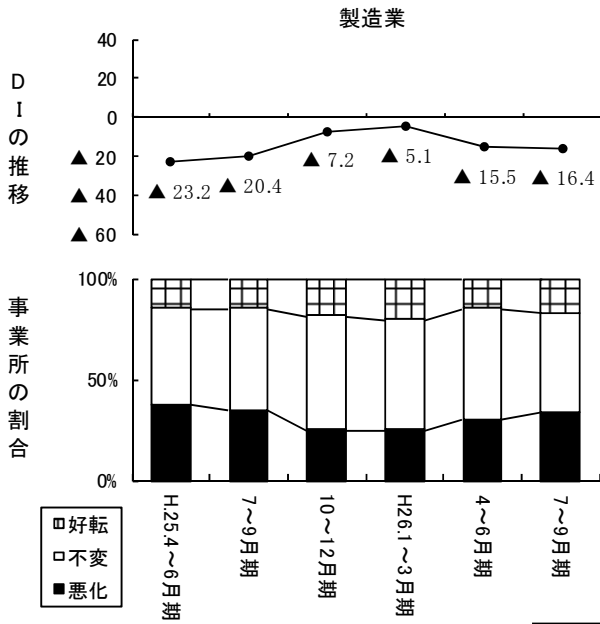 製造業
DIの推移
40
20
0
▲ 20
▲ 40
▲ 60
▲ 23.2
▲ 20.4
▲ 7.2
▲ 5.1
▲ 15.5
▲ 16.4
事業所の割合
100%
50%
0%
H.25.4～6月期
7～9月期
10～12月期
H26.1～3月期
4～6月期
7～9月期
好転
不変
悪化